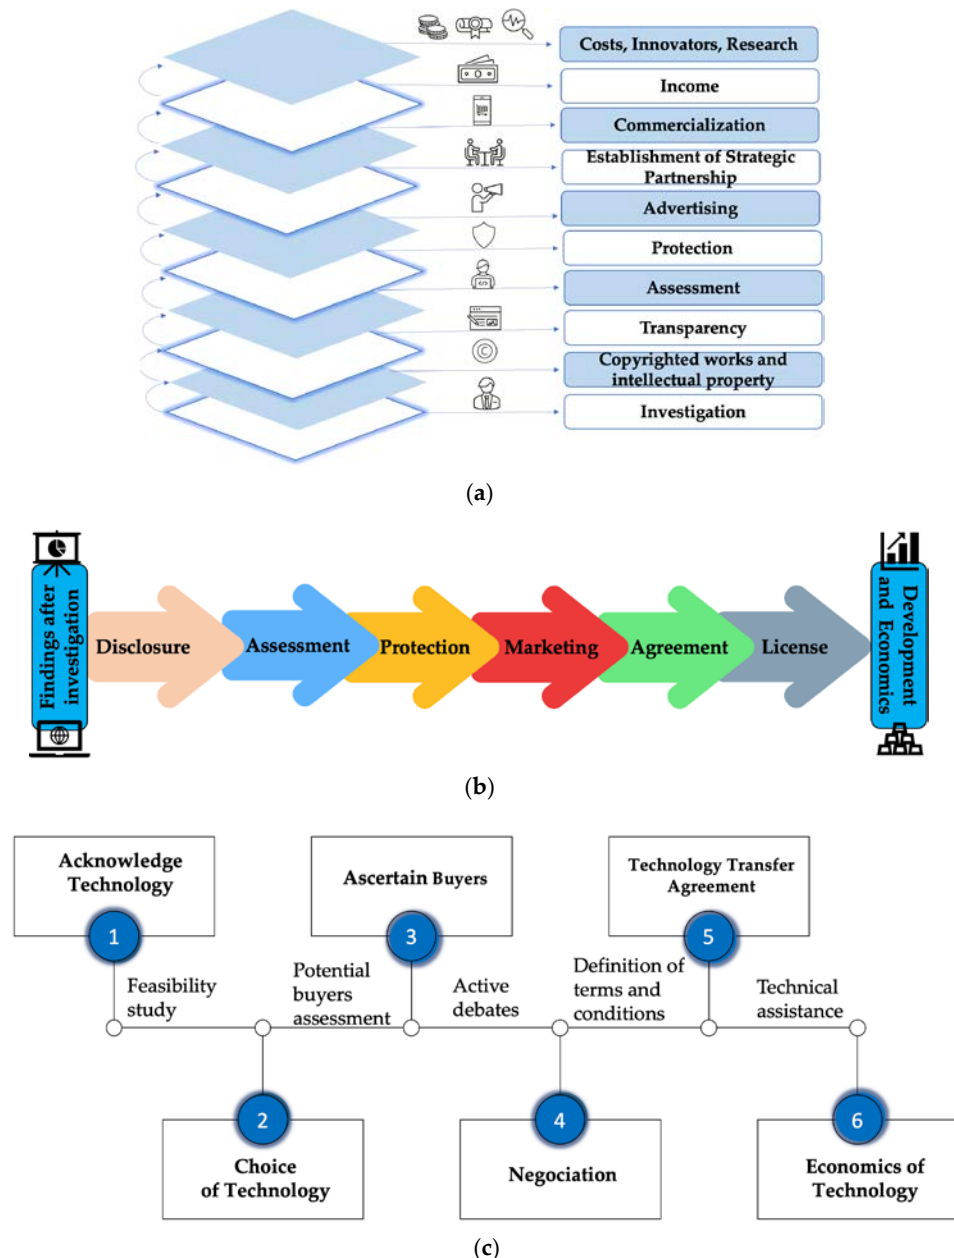 Costs, Innovators, Research
Income
Commercialization
Establishment of Strategic
Partnership
Advertising
Protection
Assessment
Transparency
Copyrighted works and
intellectual property
Investigation
(a)
Findings after
investigation
Disclosure
Assessment
Protection
Marketing
Agreement
License
Development
and Economics
(b)
Acknowledge
Technology
1
Ascertain Buyers
3
Technology Transfer
Agreement
5
Feasibility
study
Potential
buyers
assessment
Active
debates
Definition of
terms and
conditions
Technical
assistance
2
Choice
of Technology
4
Negociation
6
Economics of
Technology
(c)